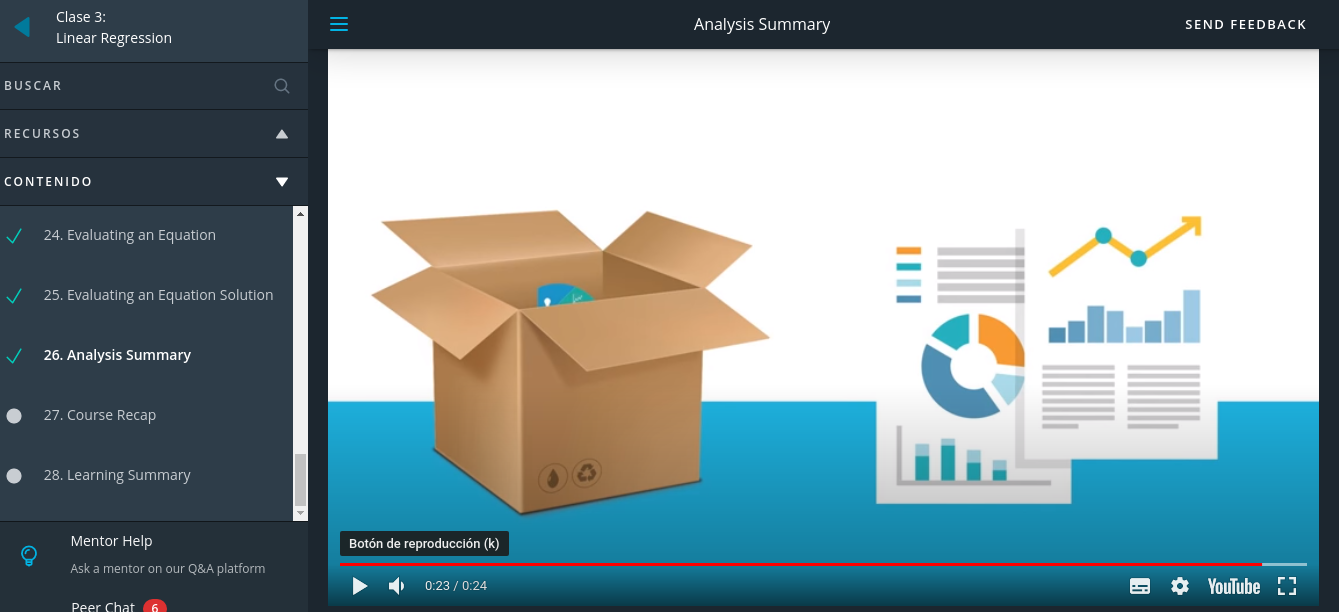 Clase 3:
Linear Regression
BUSCAR
RECURSOS
CONTENIDO
24. Evaluating an Equation
25. Evaluating an Equation Solution
26. Analysis Summary
27. Course Recap
28. Learning Summary
Mentor Help
Ask a mentor on our Q&A platform
Peer Chat 6
Analysis Summary
SEND FEEDBACK
Botón de reproducción (k)
0:23 / 0:24
YouTube